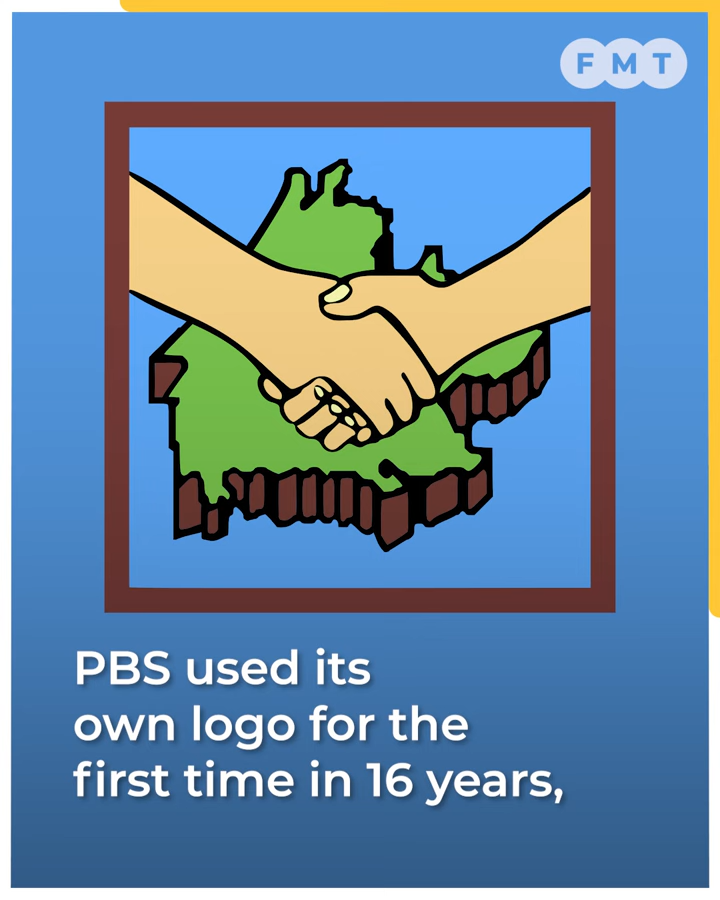 FMT
PBS used its
own logo for the
first time in 16 years,